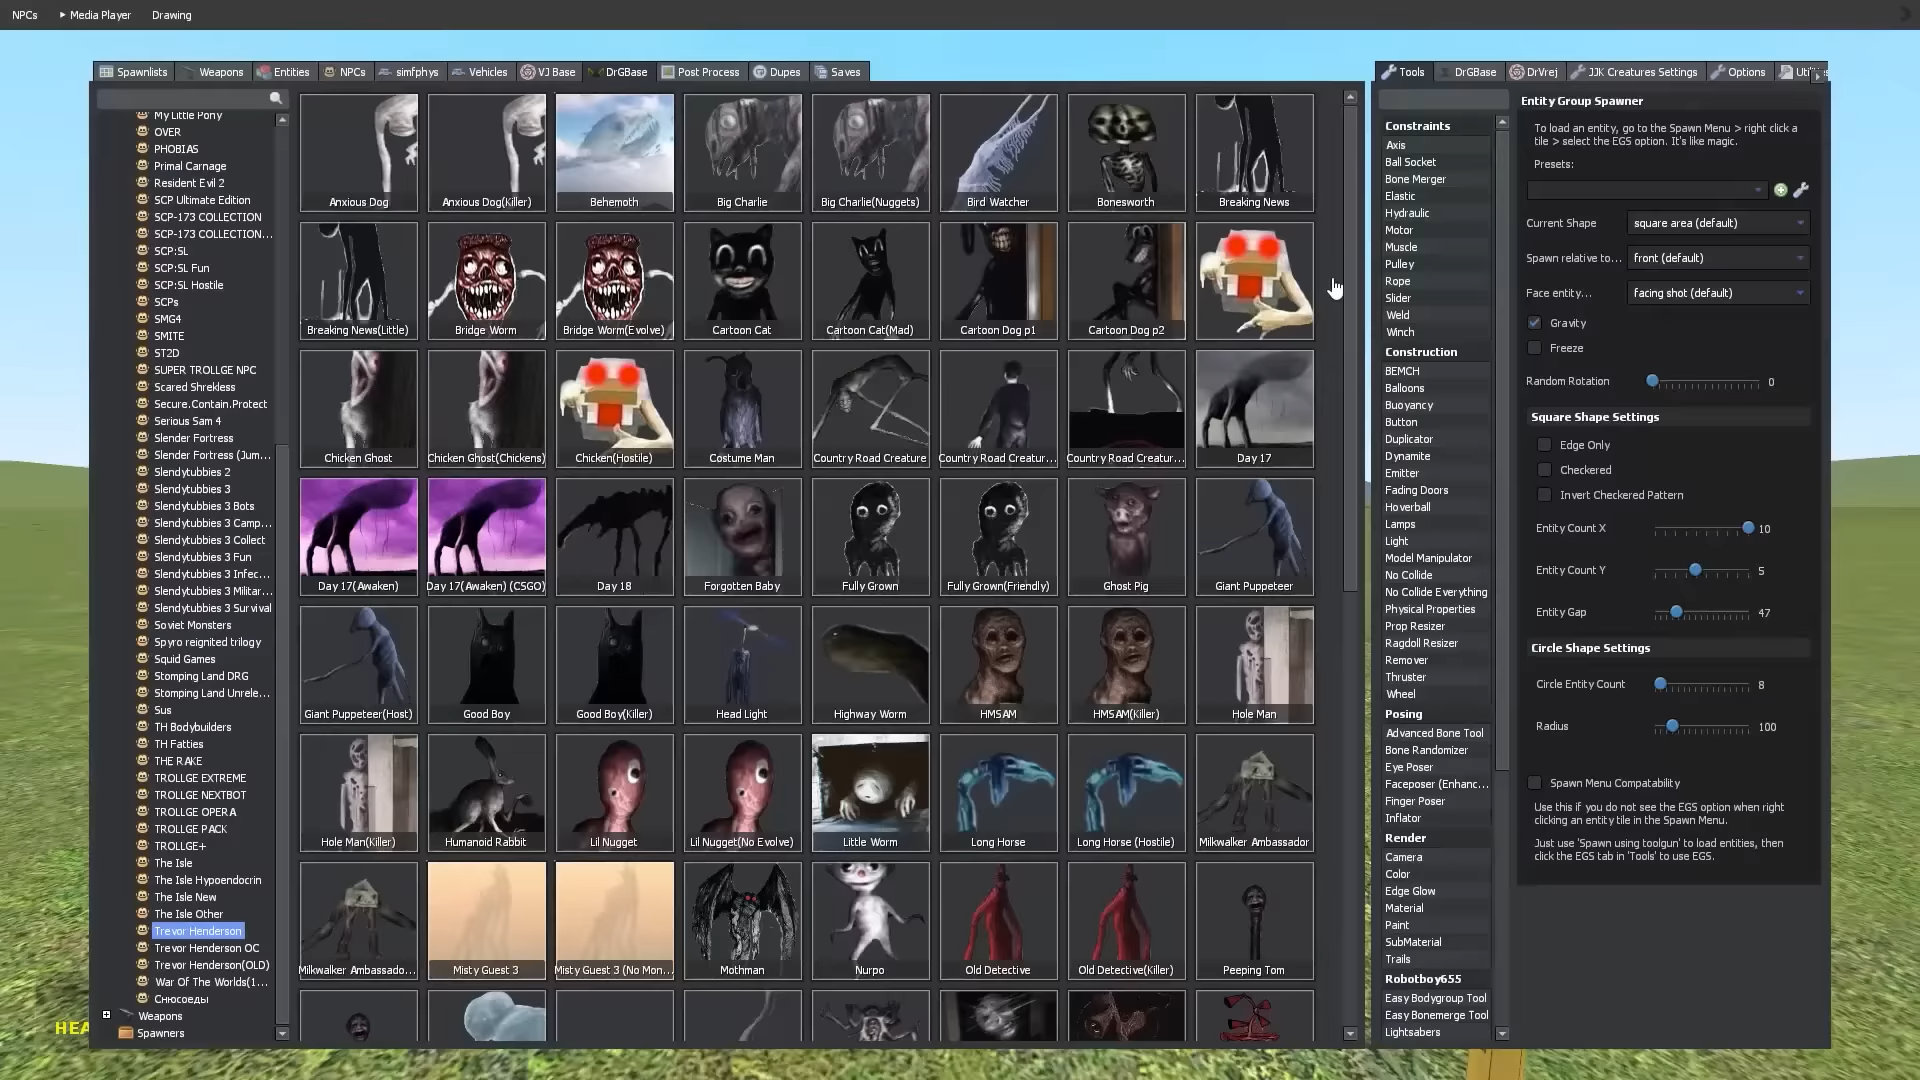 NPCs
Media Player
Drawing
Spawnlists
Weapons
Entities
NPCs
simfphys
Vehicles
VJ Base
DrGBase
Post Process
Dupes
Saves
My Little Pony
OVER
PHOBIAS
Primal Carnage
Resident Evil 2
SCP Ultimate Edition
SCP-173 COLLECTION
SCP-173 COLLECTION...
SCP:SL
SCP:SL Fun
SCP:SL Hostile
SCPs
SMG4
SMITE
ST2D
SUPER TROLLGE NPC
Scared Shrekless
Secure.Contain.Protect
Serious Sam 4
Slender Fortress
Slender Fortress (Jum...
Slendytubbies 2
Slendytubbies 3
Slendytubbies 3 Bots
Slendytubbies 3 Camp...
Slendytubbies 3 Collect
Slendytubbies 3 Fun
Slendytubbies 3 Infec...
Slendytubbies 3 Militar...
Slendytubbies 3 Survival
Soviet Monsters
Spyro reignited trilogy
Squid Games
Stomping Land DRG
Stomping Land Unrele...
Sus
TH Bodybuilders
TH Fatties
THE RAKE
TROLLGE EXTREME
TROLLGE NEXTBOT
TROLLGE OPERA
TROLLGE PACK
TROLLGE+
The Isle
The Isle Hypoendocrin
The Isle New
The Isle Other
Trevor Henderson
Trevor Henderson OC
Trevor Henderson(OLD)
War Of The Worlds(1...
Снюсоеды
Weapons
Spawners
HEA
Anxious Dog
Anxious Dog(Killer)
Behemoth
Big Charlie
Big Charlie(Nuggets)
Bird Watcher
Bonesworth
Breaking News
Breaking News(Little)
Bridge Worm
Bridge Worm(Evolve)
Cartoon Cat
Cartoon Cat(Mad)
Cartoon Dog p1
Cartoon Dog p2
Chicken Ghost
Chicken Ghost(Chickens)
Chicken(Hostile)
Costume Man
Country Road Creature
Country Road Creatur...
Country Road Creatur...
Day 17
Day 17(Awaken)
Day 17(Awaken) (CSGO)
Day 18
Forgotten Baby
Fully Grown
Fully Grown(Friendly)
Ghost Pig
Giant Puppeteer
Giant Puppeteer(Host)
Good Boy
Good Boy(Killer)
Head Light
Highway Worm
HMSAM
HMSAM(Killer)
Hole Man
Hole Man(Killer)
Humanoid Rabbit
Lil Nugget
Lil Nugget(No Evolve)
Little Worm
Long Horse
Long Horse (Hostile)
Milkwalker Ambassador
Milkwalker Ambassado...
Misty Guest 3
Misty Guest 3 (No Mon...
Mothman
Nurpo
Old Detective
Old Detective(Killer)
Peeping Tom
Tools
DrGBase
DrVrej
JJK Creatures Settings
Options
Constraints
Axis
Ball Socket
Bone Merger
Elastic
Hydraulic
Motor
Muscle
Pulley
Rope
Slider
Weld
Winch
Construction
BEMCH
Balloons
Buoyancy
Button
Duplicator
Dynamite
Emitter
Fading Doors
Hoverball
Lamps
Light
Model Manipulator
No Collide
No Collide Everything
Physical Properties
Prop Resizer
Ragdoll Resizer
Remover
Thruster
Wheel
Posing
Advanced Bone Tool
Bone Randomizer
Eye Poser
Faceposer (Enhanc...
Finger Poser
Inflator
Render
Camera
Color
Edge Glow
Material
Paint
SubMaterial
Trails
Robotboy655
Easy Bodygroup Tool
Easy Bonemerge Tool
Lightsabers
Entity Group Spawner
To load an entity, go to the Spawn Menu > right click a
tile > select the EGS option. It's like magic.
Presets:
Current Shape
square area (default)
Spawn relative to...
front (default)
Face entity...
facing shot (default)
Gravity
Freeze
Random Rotation
0
Square Shape Settings
Edge Only
Checkered
Invert Checkered Pattern
Entity Count X
10
Entity Count Y
5
Entity Gap
47
Circle Shape Settings
Circle Entity Count
8
Radius
100
Spawn Menu Compatability
Use this if you do not see the EGS option when right
clicking an entity tile in the Spawn Menu.
Just use 'Spawn using toolgun' to load entities, then
click the EGS tab in 'Tools' to use EGS.